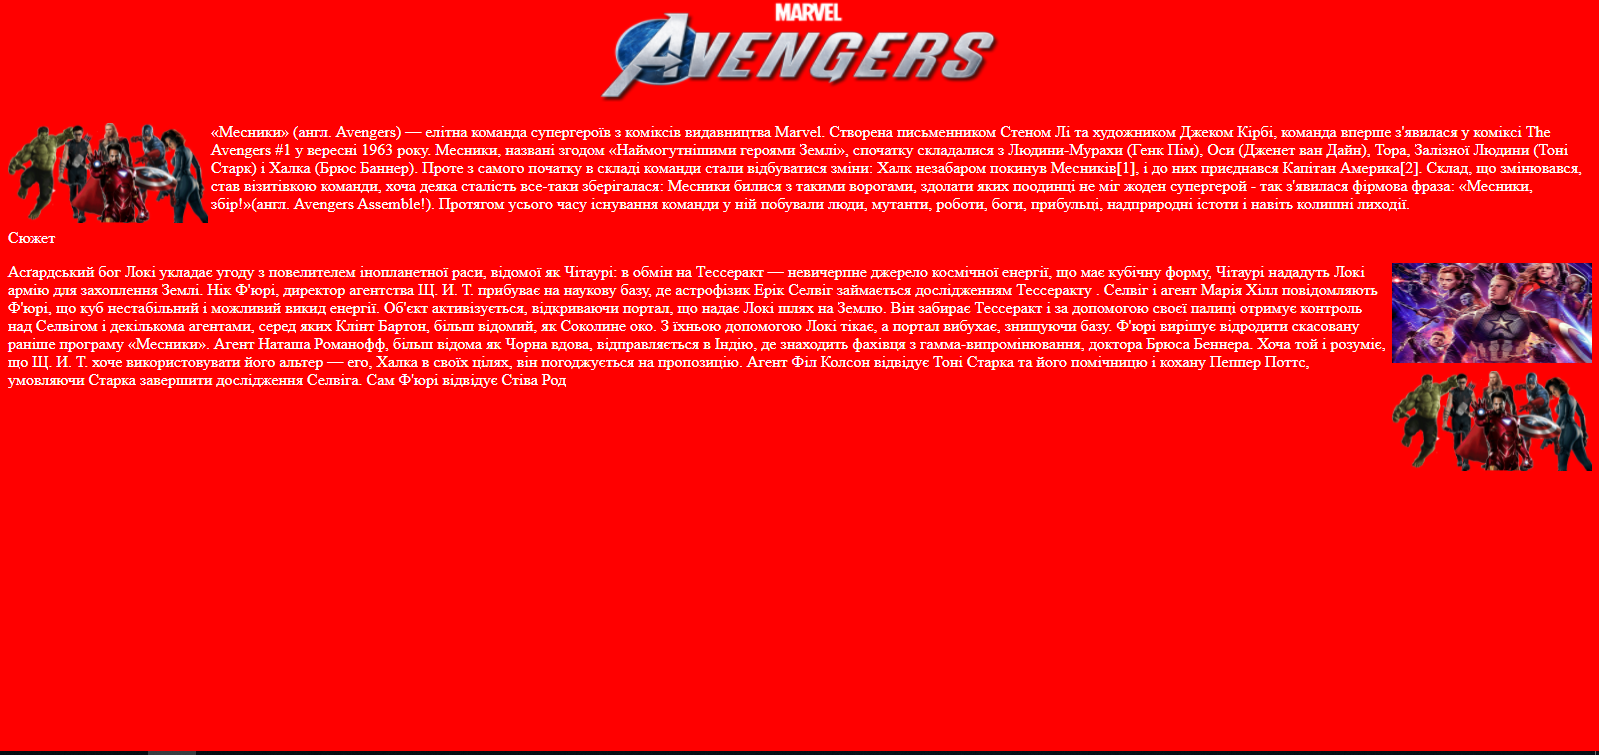 MARVEL
AVENGERS
«Месники» (англ. Avengers) — елітна команда супергероїв з коміксів видавництва Marvel. Створена письменником Стеном Лі та художником Джеком Кірбі, команда вперше з'явилася у коміксі The
Avengers #1 у вересні 1963 року. Месники, названі згодом «Наймогутнішими героями Землі», спочатку складалися з Людини-Мурахи (Генк Пім), Оси (Дженет ван Дайн), Тора, Залізної Людини (Тоні
Старк) і Халка (Брюс Баннер). Проте з самого початку в складі команди стали відбуватися зміни: Халк незабаром покинув Месників[1], і до них приєднався Капітан Америка[2]. Склад, що змінювався,
став візитівкою команди, хоча деяка сталість все-таки зберігалася: Месники билися з такими ворогами, здолати яких поодинці не міг жоден супергерой - так з'явилася фірмова фраза: «Месники,
збір!»(англ. Avengers Assemble!). Протягом усього часу існування команди у ній побували люди, мутанти, роботи, боги, прибульці, надприродні істоти і навіть колишні лиходії.
Сюжет
Асґардський бог Локі укладає угоду з повелителем інопланетної раси, відомої як Чітаурі: в обмін на Тессеракт — невичерпне джерело космічної енергії, що має кубічну форму, Чітаурі нададуть Локі
армію для захоплення Землі. Нік Ф'юрі, директор агентства Щ. И. Т. прибуває на наукову базу, де астрофізик Ерік Селвіг займається дослідженням Тессеракту . Селвіг і агент Марія Хілл повідомляють
Ф'юрі, що куб нестабільний і можливий викид енергії. Об'єкт активізується, відкриваючи портал, що надає Локі шлях на Землю. Він забирає Тессеракт і за допомогою своєї палиці отримує контроль
над Селвігом і декількома агентами, серед яких Клінт Бартон, більш відомий, як Соколине око. З їхньою допомогою Локі тікає, а портал вибухає, знищуючи базу. Ф'юрі вирішує відродити скасовану
раніше програму «Месники». Агент Наташа Романофф, більш відома як Чорна вдова, відправляється в Індію, де знаходить фахівця з гамма-випромінювання, доктора Брюса Беннера. Хоча той і розуміє,
що Щ. И. Т. хоче використовувати його альтер — его, Халка в своїх цілях, він погоджується на пропозицію. Агент Філ Колсон відвідує Тоні Старка та його помічницю і кохану Пеппер Поттс,
умовляючи Старка завершити дослідження Селвіга. Сам Ф'юрі відвідує Стіва Род